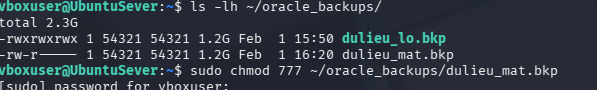 vboxuser@UbuntuSever:~$ ls -lh ~/oracle_backups/
total 2.3G
-rwxrwxrwx 1 54321 54321 1.2G Feb  1 15:50 dulieu_lo.bkp
-rw-r----- 1 54321 54321 1.2G Feb  1 16:20 dulieu_mat.bkp
vboxuser@UbuntuSever:~$ sudo chmod 777 ~/oracle_backups/dulieu_mat.bkp
[sudo] password for vboxuser: